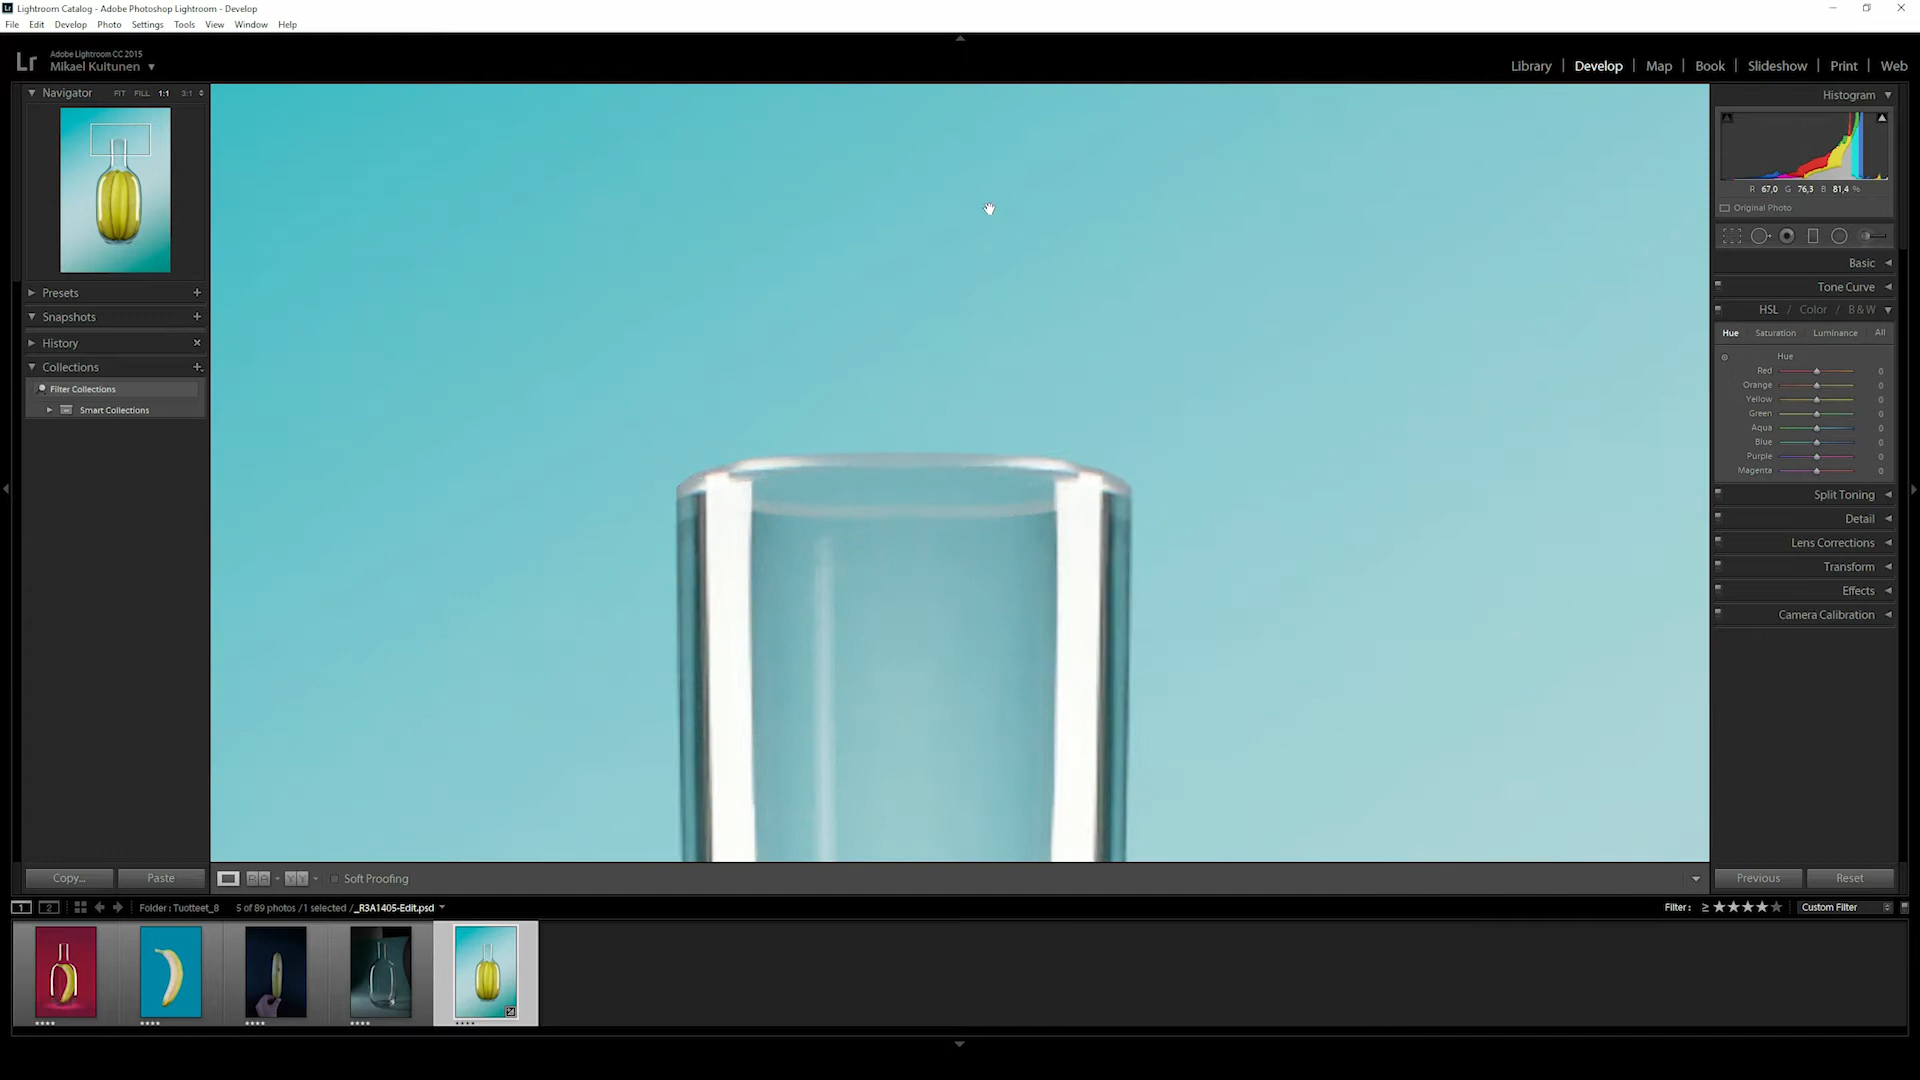 Lr Lightroom Catalog - Adobe Photoshop Lightroom - Develop
File Edit Develop Photo Settings Tools View Window Help
Lr Adobe Lightroom CC 2015
Mikael Kultunen
Library | Develop | Map | Book | Slideshow | Print | Web
Navigator FIT FILL 1:1 3:1
Histogram
R 67,0 G 76,3 B 81,4 %
Original Photo
Presets
Snapshots
History
Collections
Filter Collections
Smart Collections
Basic
Tone Curve
HSL / Color / B & W
Hue Saturation Luminance All
Hue
Red 0
Orange 0
Yellow 0
Green 0
Aqua 0
Blue 0
Purple 0
Magenta 0
Split Toning
Detail
Lens Corrections
Transform
Effects
Camera Calibration
Copy... Paste
R A Y Y Soft Proofing
Previous Reset
1 2 Folder : Tuotteet_8 5 of 89 photos /1 selected /_R3A1405-Edit.psd
Filter : ≥ ★★★★★ Custom Filter